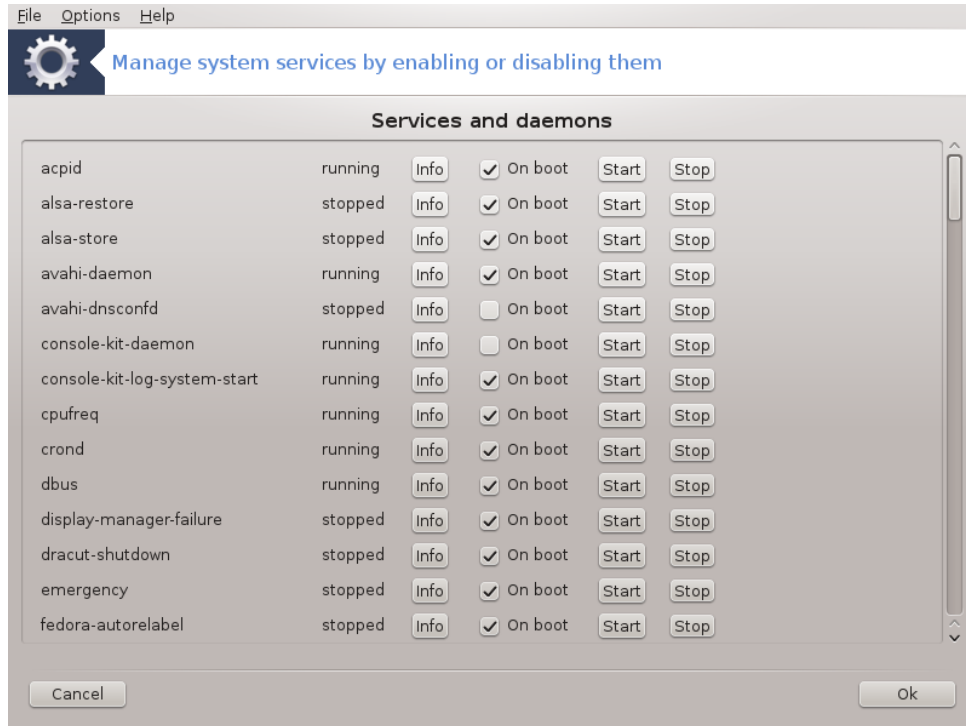 File Options Help
Manage system services by enabling or disabling them
Services and daemons
acpid running Info On boot Start Stop
alsa-restore stopped Info On boot Start Stop
alsa-store stopped Info On boot Start Stop
avahi-daemon running Info On boot Start Stop
avahi-dnsconfd stopped Info On boot Start Stop
console-kit-daemon running Info On boot Start Stop
console-kit-log-system-start running Info On boot Start Stop
cpufreq running Info On boot Start Stop
crond running Info On boot Start Stop
dbus running Info On boot Start Stop
display-manager-failure stopped Info On boot Start Stop
dracut-shutdown stopped Info On boot Start Stop
emergency stopped Info On boot Start Stop
fedora-autorelabel stopped Info On boot Start Stop
Cancel Ok